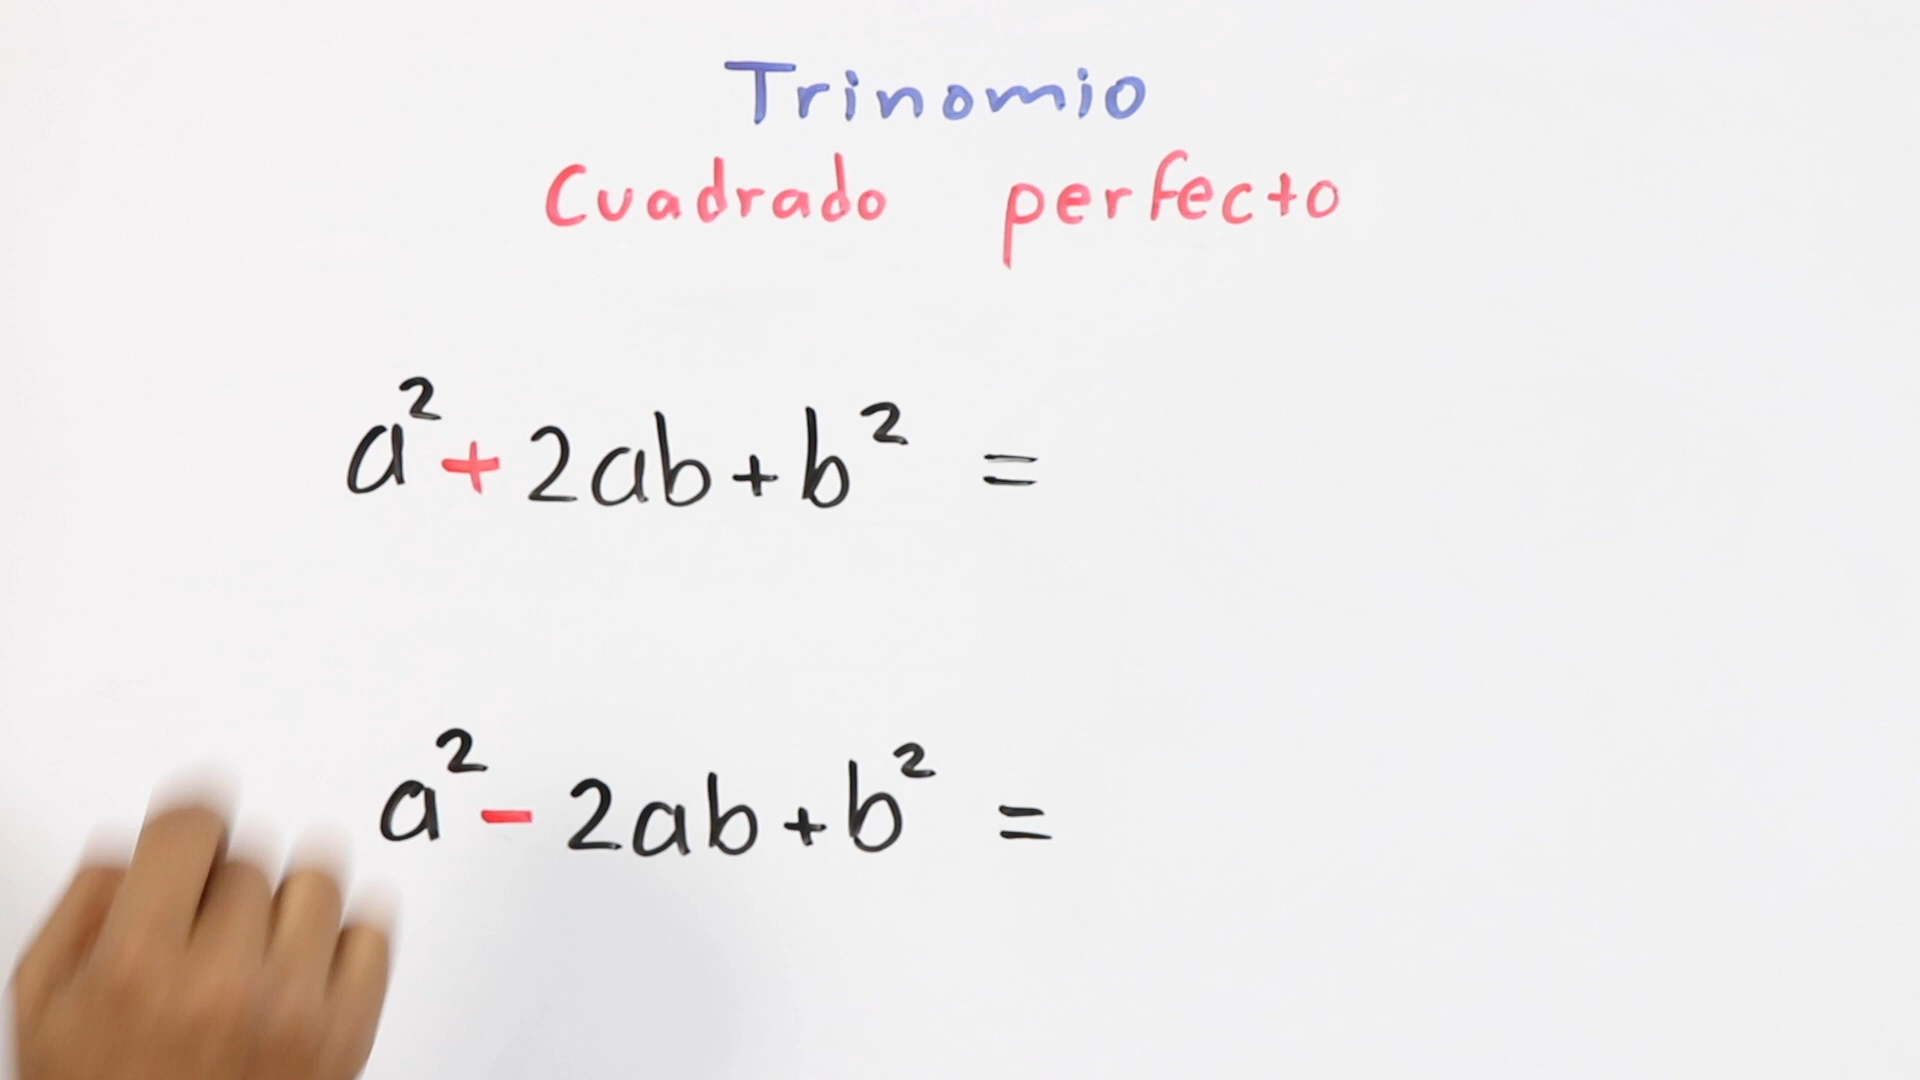 Trinomio
Cuadrado perfecto
a² + 2ab + b² =
a² - 2ab + b² =